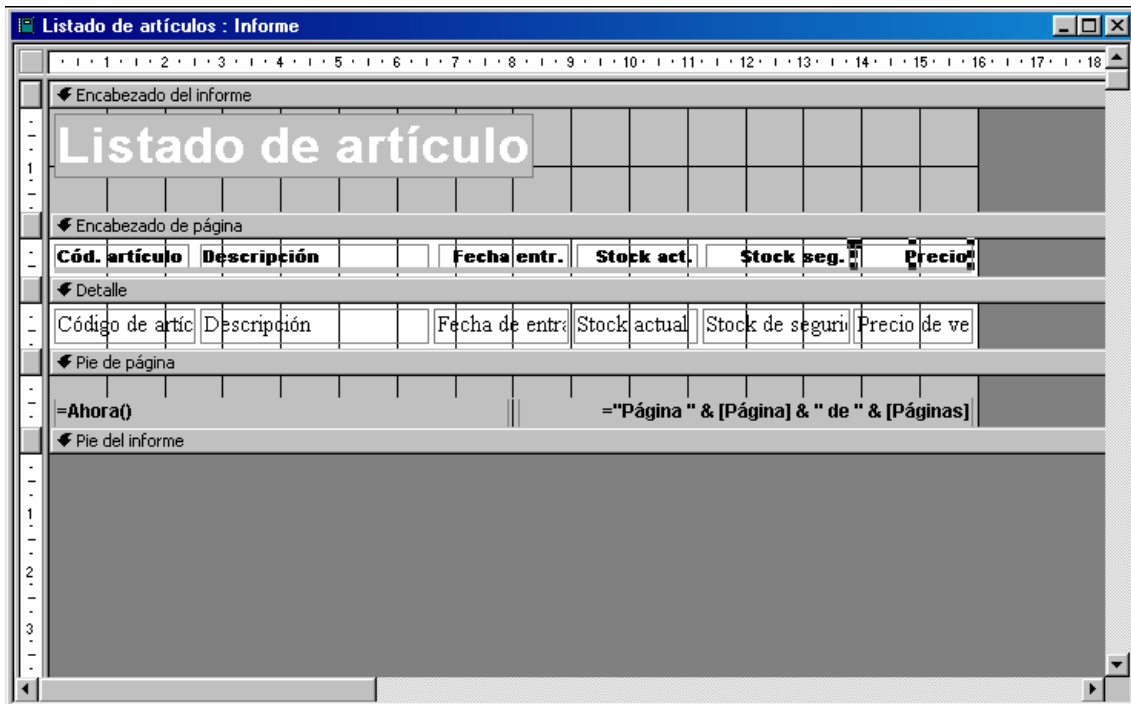 Listado de artículos : Informe
1 2 3 4 5 6 7 8 9 10 11 12 13 14 15 16 17 18
Encabezado del informe
Listado de artículo
1
Encabezado de página
Cód. artículo Descripción Fecha entr. Stock act. Stock seg. Precio
Detalle
Código de artíc Descripción Fecha de entra Stock actual Stock de seguri Precio de ve
Pie de página
=Ahora() ="Página " & [Página] & " de " & [Páginas]
Pie del informe
1
2
3